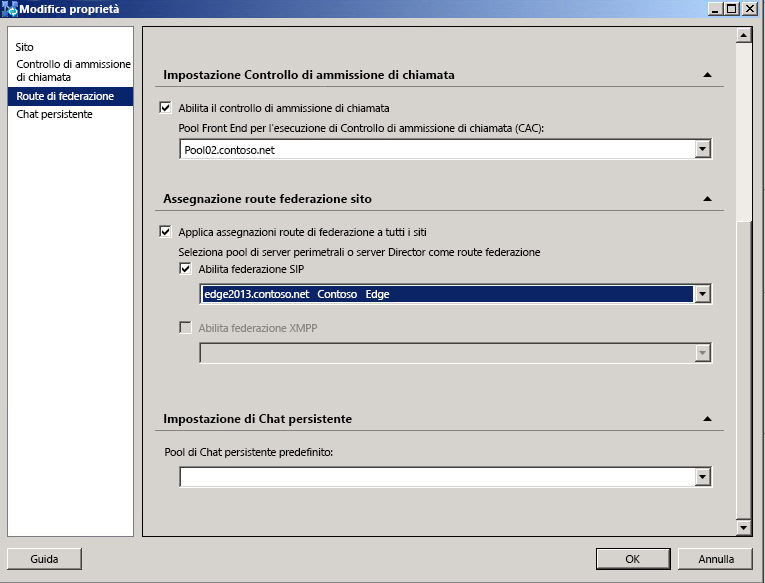 Modifica proprietà
Sito
Controllo di ammissione
di chiamata
Route di federazione
Chat persistente
Impostazione Controllo di ammissione di chiamata
Abilita il controllo di ammissione di chiamata
Pool Front End per l'esecuzione di Controllo di ammissione di chiamata (CAC):
Pool02.contoso.net
Assegnazione route federazione sito
Applica assegnazioni route di federazione a tutti i siti
Seleziona pool di server perimetrali o server Director come route federazione
Abilita federazione SIP
edge2013.contoso.net Contoso Edge
Abilita federazione XMPP
Impostazione di Chat persistente
Pool di Chat persistente predefinito:
Guida
OK
Annulla